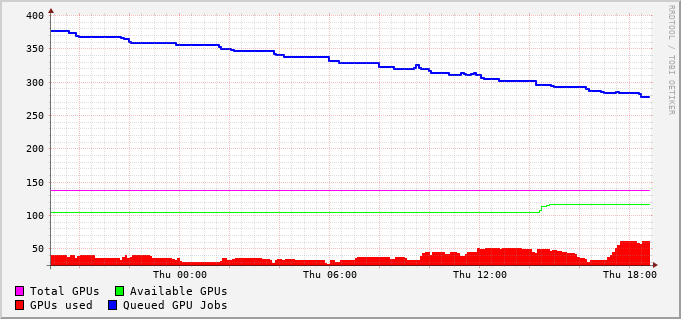 400
350
300
250
200
150
100
50
Thu 00:00 Thu 06:00 Thu 12:00 Thu 18:00
Total GPUs Available GPUs
GPUs used Queued GPU Jobs
RRDTOOL / TOBI OETIKER